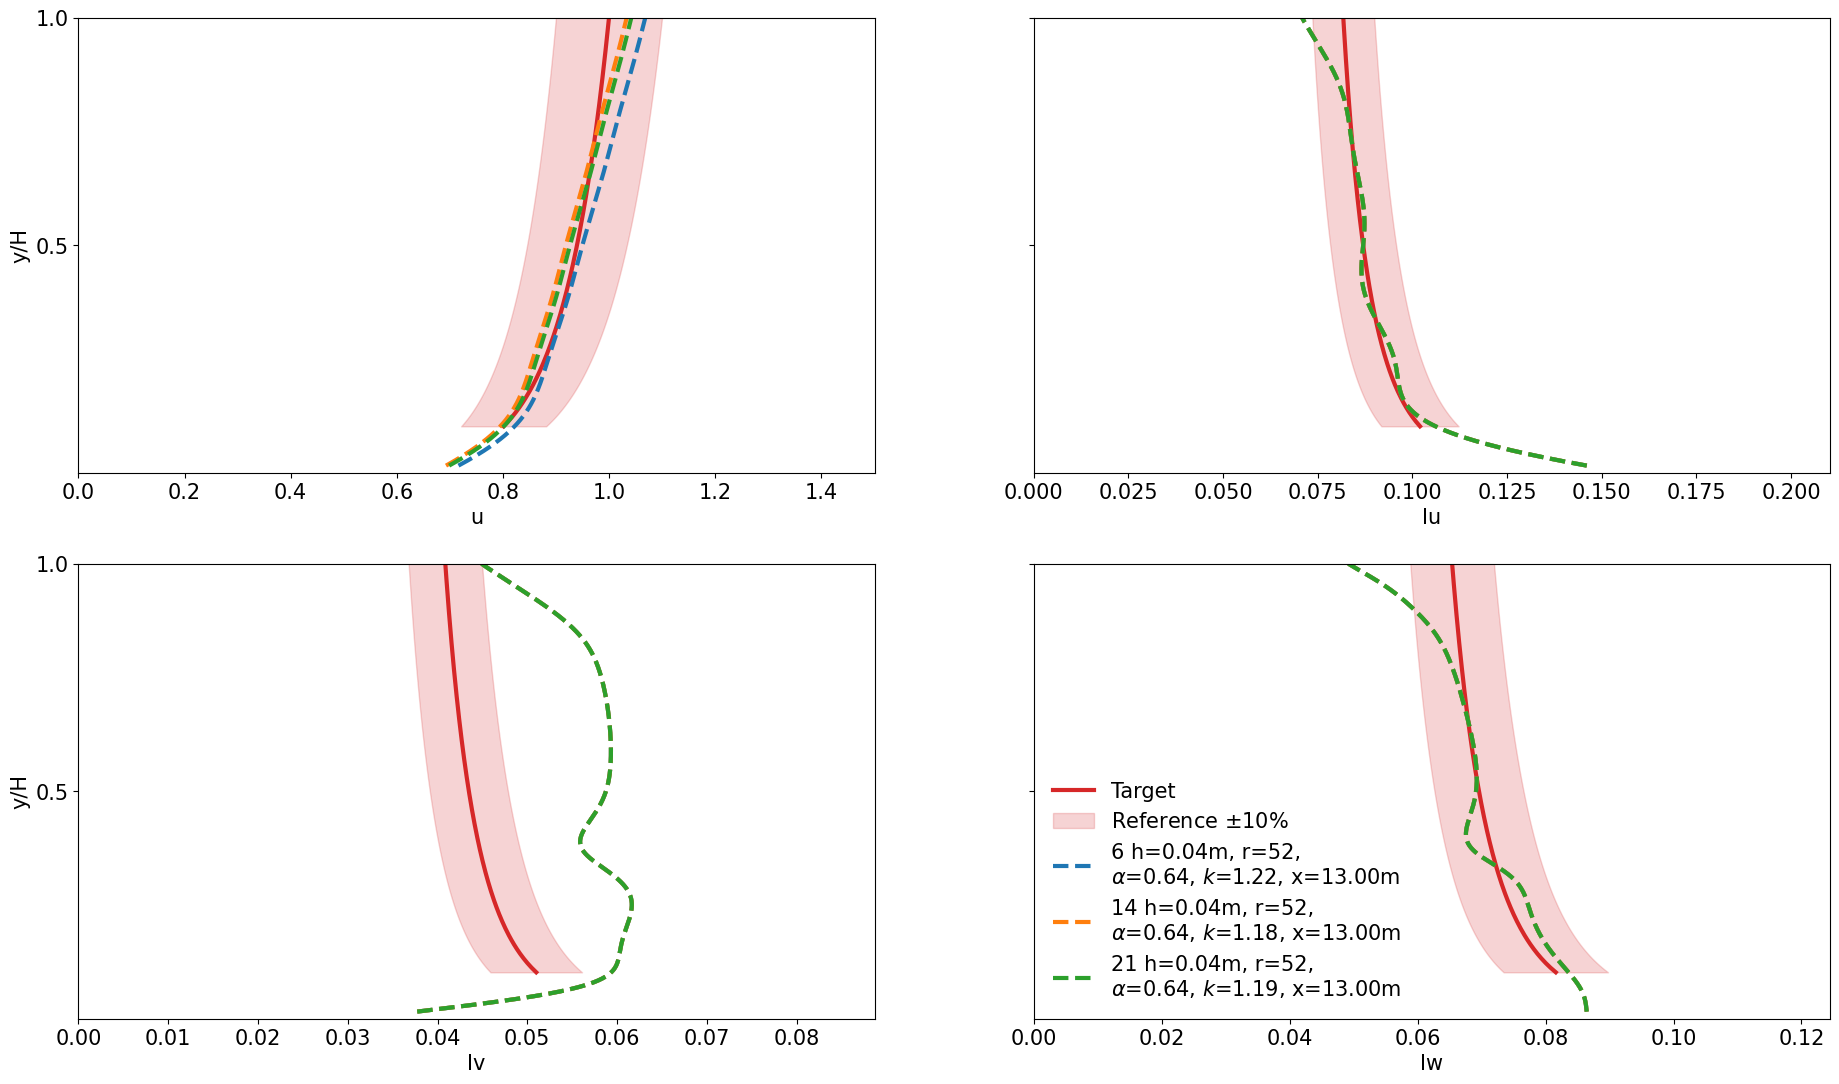 1.0
0.5
y/H
0.0 0.2 0.4 0.6 0.8 1.0 1.2 1.4
u
0.000 0.025 0.050 0.075 0.100 0.125 0.150 0.175 0.200
Iu
1.0
0.5
y/H
0.00 0.01 0.02 0.03 0.04 0.05 0.06 0.07 0.08
Iv
Target
Reference ±10%
6 h=0.04m, r=52,
α=0.64, k=1.22, x=13.00m
14 h=0.04m, r=52,
α=0.64, k=1.18, x=13.00m
21 h=0.04m, r=52,
α=0.64, k=1.19, x=13.00m
0.00 0.02 0.04 0.06 0.08 0.10 0.12
Iw